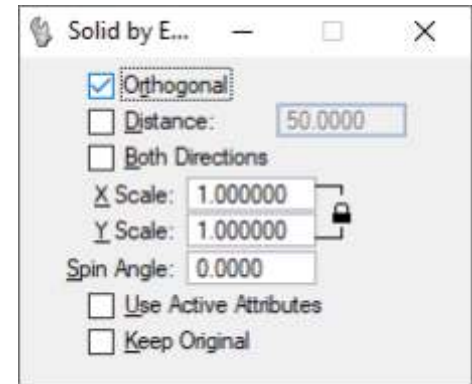 Solid by E...
Orthogonal
Distance: 50.0000
Both Directions
X Scale: 1.000000
Y Scale: 1.000000
Spin Angle: 0.0000
Use Active Attributes
Keep Original